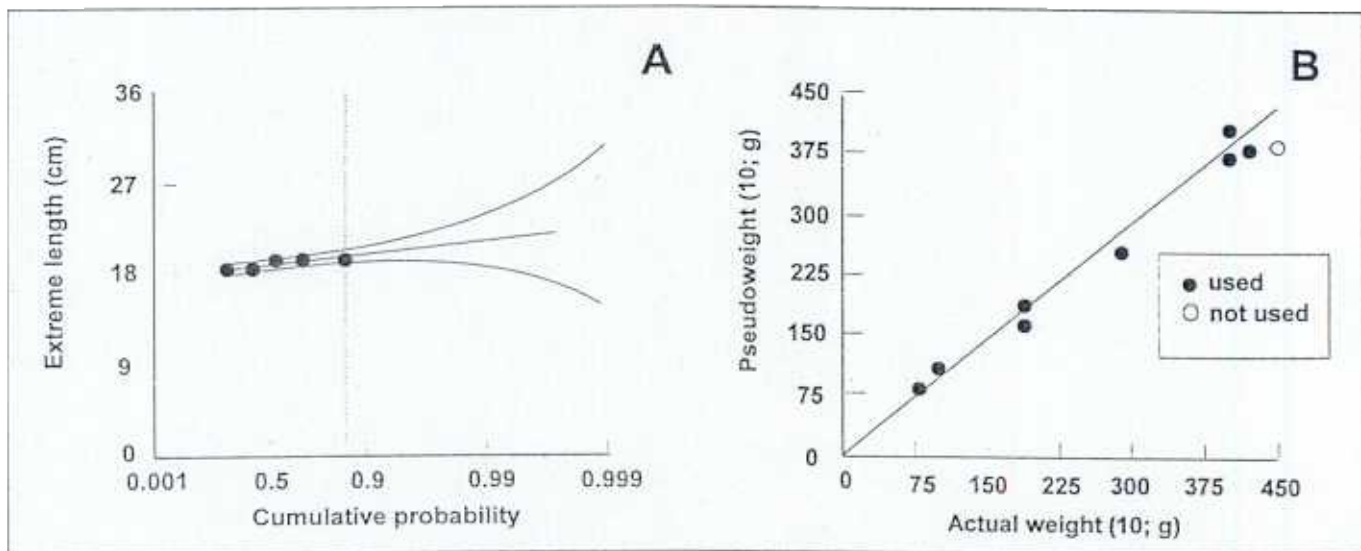 A
36
27
18
9
0
Extreme length (cm)
0.001 0.5 0.9 0.99 0.999
Cumulative probability
B
450
375
300
225
150
75
0
Pseudoweight (10; g)
used
not used
0 75 150 225 300 375 450
Actual weight (10; g)